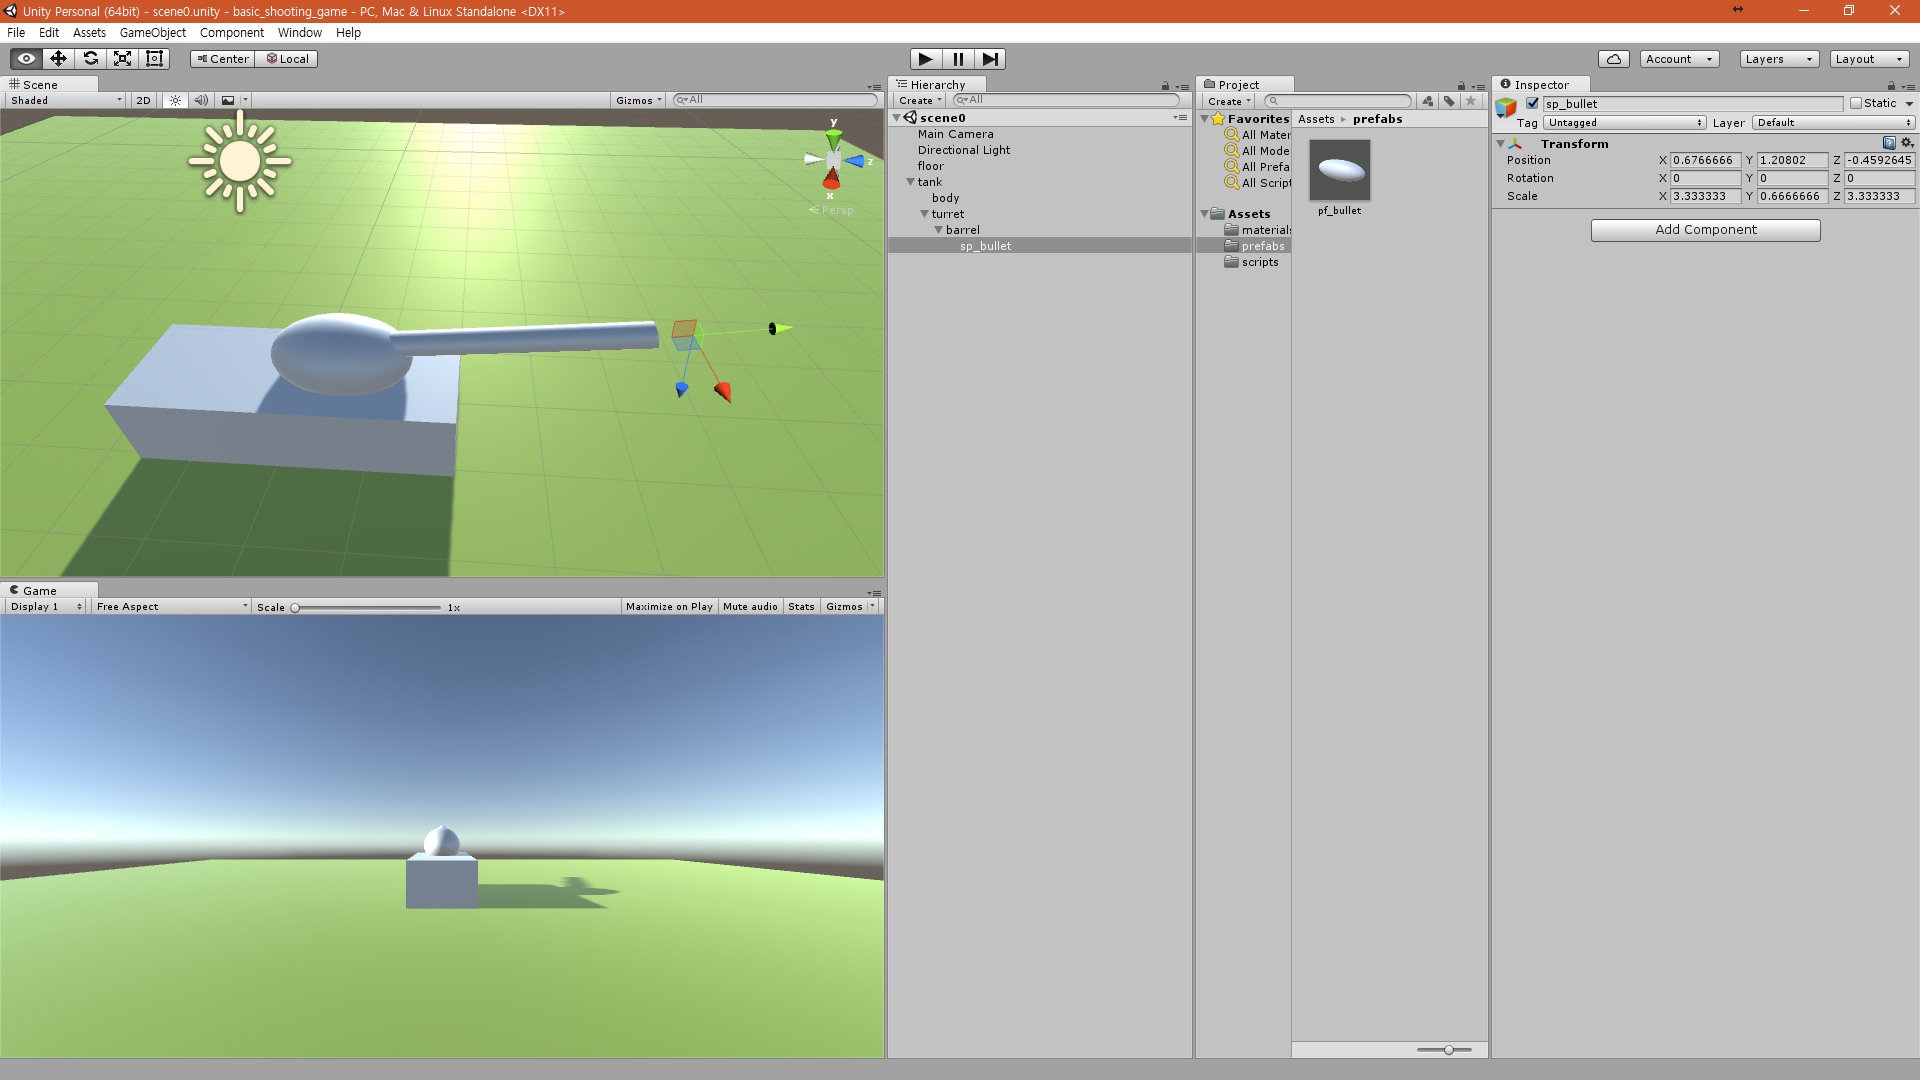 Unity Personal (64bit) - scene0.unity - basic_shooting_game - PC, Mac & Linux Standalone <DX11>
File Edit Assets GameObject Component Window Help
Center Local
Account Layers Layout
Scene
Shaded 2D Gizmos All
y
z
x
Persp
Game
Display 1 Free Aspect Scale 1x Maximize on Play Mute audio Stats Gizmos
Hierarchy
Create All
scene0
Main Camera
Directional Light
floor
tank
body
turret
barrel
sp_bullet
Project
Create
Favorites
All Mater
All Mode
All Prefa
All Script
Assets
materials
prefabs
scripts
Assets prefabs
pf_bullet
Inspector
sp_bullet Static
Tag Untagged Layer Default
Transform
Position X 0.6766666 Y 1.20802 Z -0.4592645
Rotation X 0 Y 0 Z 0
Scale X 3.333333 Y 0.6666666 Z 3.333333
Add Component